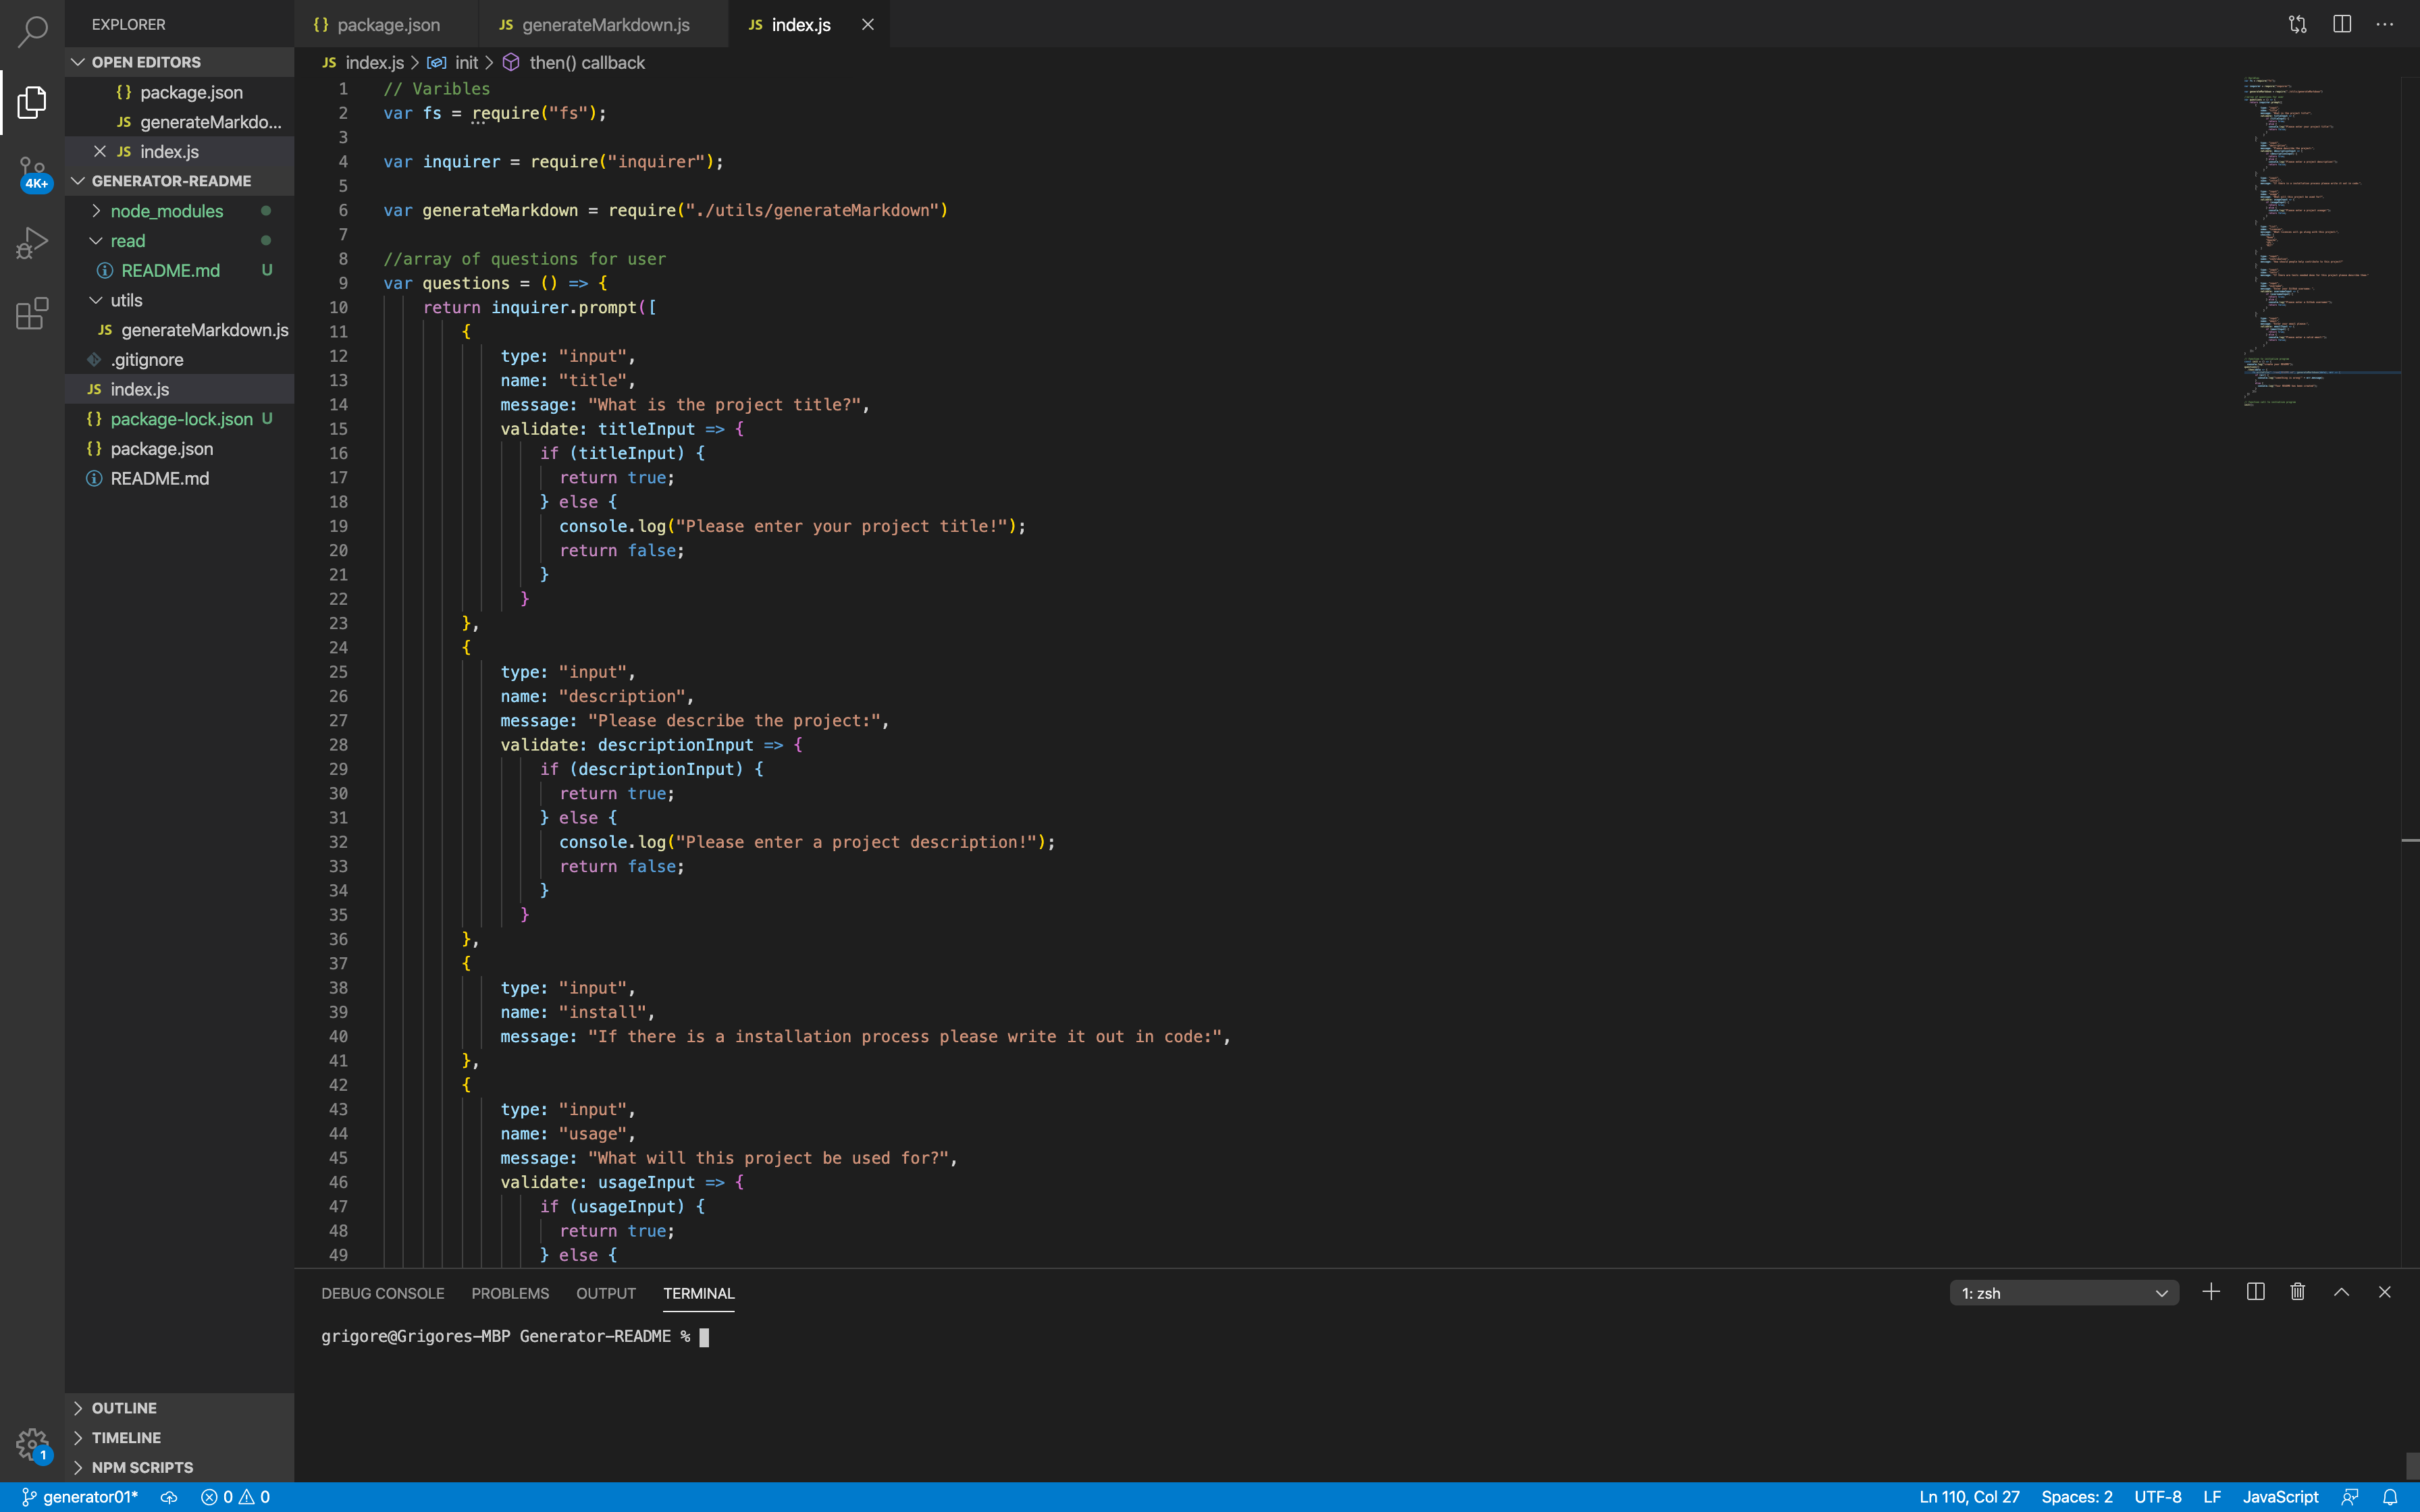 EXPLORER
OPEN EDITORS
{} package.json
JS generateMarkdo...
JS index.js
GENERATOR-README
node_modules
read
README.md U
utils
JS generateMarkdown.js
.gitignore
JS index.js
{} package-lock.json U
{} package.json
README.md
OUTLINE
TIMELINE
NPM SCRIPTS
4K+
1
{} package.json
JS generateMarkdown.js
JS index.js
JS index.js > init > then() callback
1 // Varibles
2 var fs = require("fs");
3
4 var inquirer = require("inquirer");
5
6 var generateMarkdown = require("./utils/generateMarkdown")
7
8 //array of questions for user
9 var questions = () => {
10 return inquirer.prompt([
11 {
12 type: "input",
13 name: "title",
14 message: "What is the project title?",
15 validate: titleInput => {
16 if (titleInput) {
17 return true;
18 } else {
19 console.log("Please enter your project title!");
20 return false;
21 }
22 }
23 },
24 {
25 type: "input",
26 name: "description",
27 message: "Please describe the project:",
28 validate: descriptionInput => {
29 if (descriptionInput) {
30 return true;
31 } else {
32 console.log("Please enter a project description!");
33 return false;
34 }
35 }
36 },
37 {
38 type: "input",
39 name: "install",
40 message: "If there is a installation process please write it out in code:",
41 },
42 {
43 type: "input",
44 name: "usage",
45 message: "What will this project be used for?",
46 validate: usageInput => {
47 if (usageInput) {
48 return true;
49 } else {
DEBUG CONSOLE PROBLEMS OUTPUT TERMINAL
1: zsh
grigore@Grigores-MBP Generator-README %
generator01* 0 0
Ln 110, Col 27 Spaces: 2 UTF-8 LF JavaScript